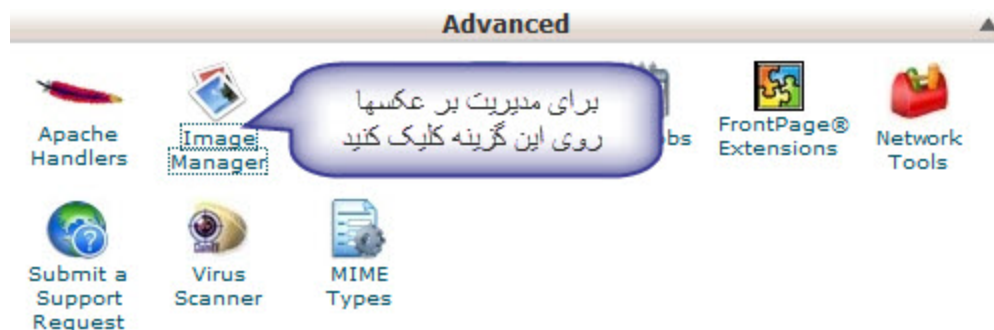 Advanced
Apache
Handlers
Image
Manager
برای مدیریت بر عکسها
روی این گزینه کلیک کنید
FrontPage®
Extensions
Network
Tools
Submit a
Support
Request
Virus
Scanner
MIME
Types